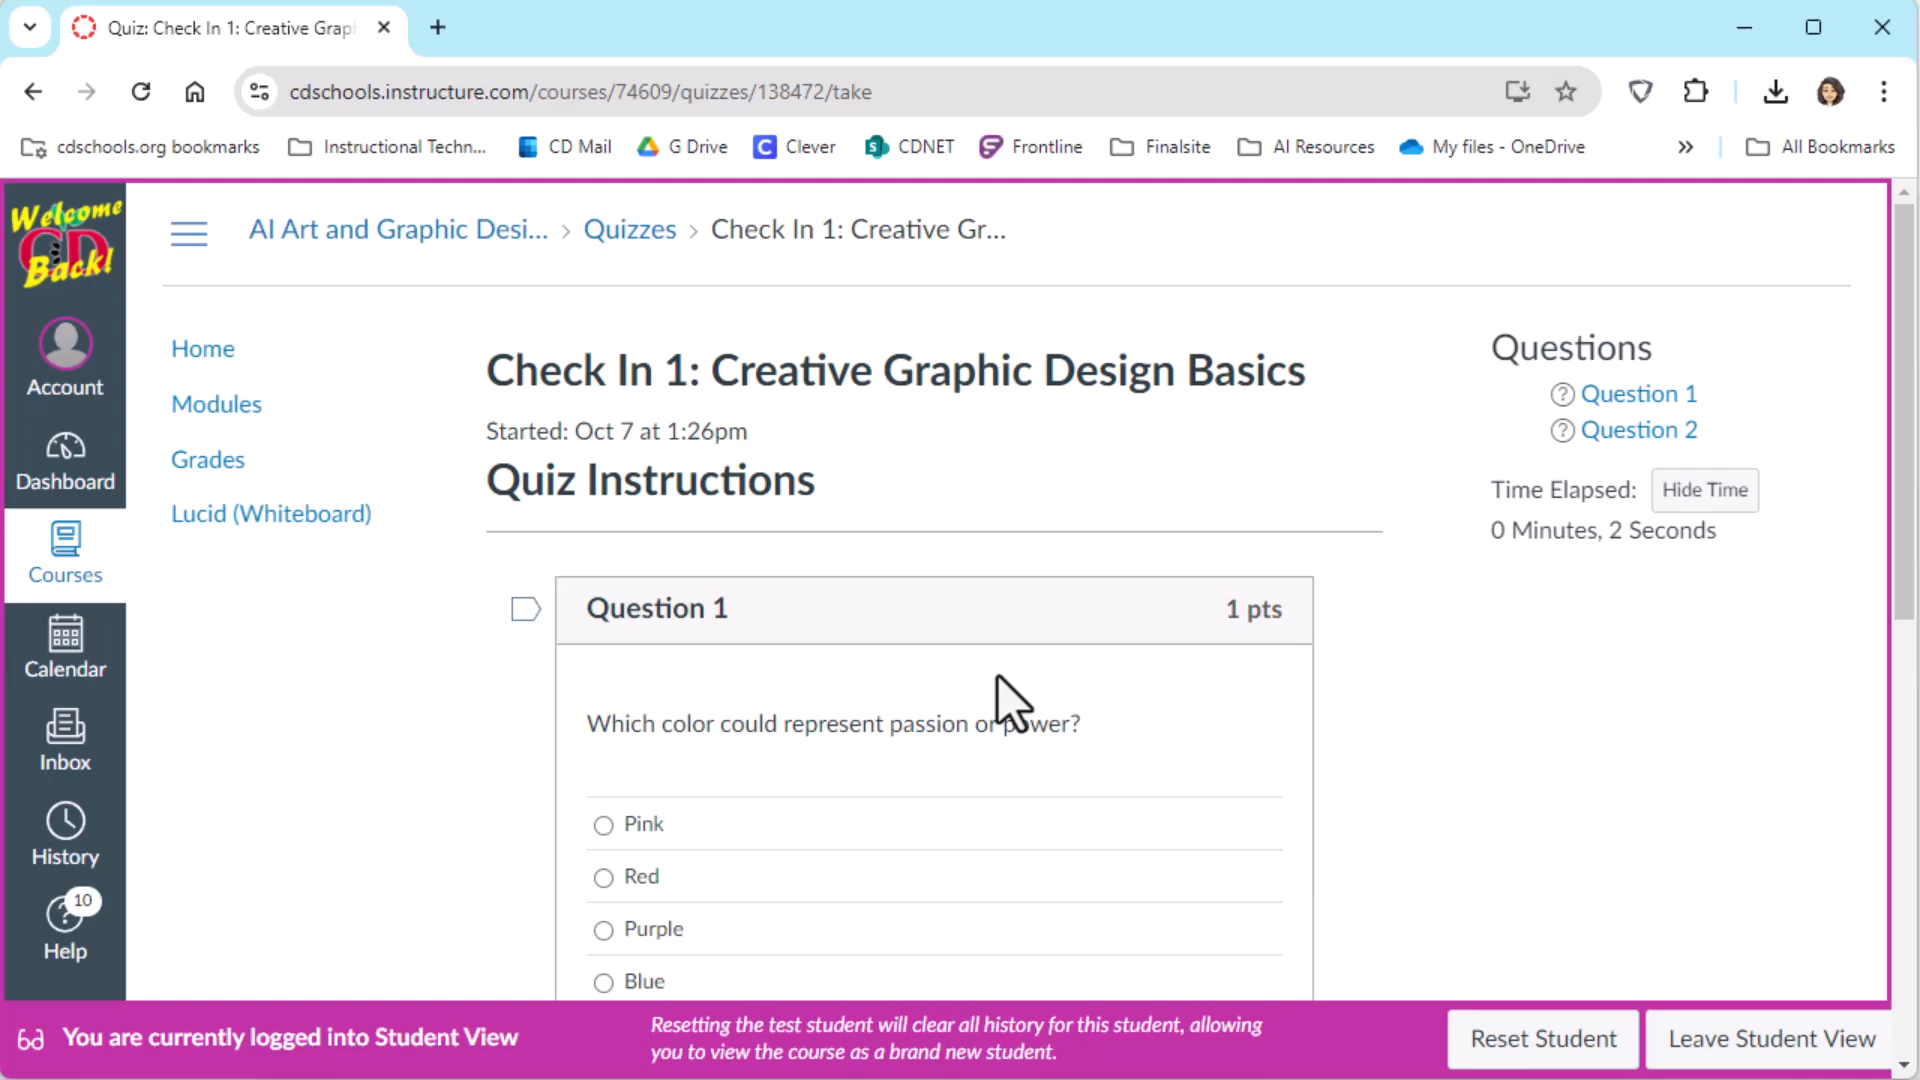 Quiz: Check In 1: Creative Grap
cdschools.instructure.com/courses/74609/quizzes/138472/take
cdschools.org bookmarks
Instructional Techn...
CD Mail
G Drive
Clever
CDNET
Frontline
Finalsite
AI Resources
My files - OneDrive
All Bookmarks
Welcome
CD
Back!
Account
Dashboard
Courses
Calendar
Inbox
History
10
Help
AI Art and Graphic Desi... › Quizzes › Check In 1: Creative Gr...
Home
Modules
Grades
Lucid (Whiteboard)
Check In 1: Creative Graphic Design Basics
Started: Oct 7 at 1:26pm
Quiz Instructions
Question 1
1 pts
Which color could represent passion or power?
Pink
Red
Purple
Blue
Questions
Question 1
Question 2
Time Elapsed:
Hide Time
0 Minutes, 2 Seconds
You are currently logged into Student View
Resetting the test student will clear all history for this student, allowing
you to view the course as a brand new student.
Reset Student
Leave Student View